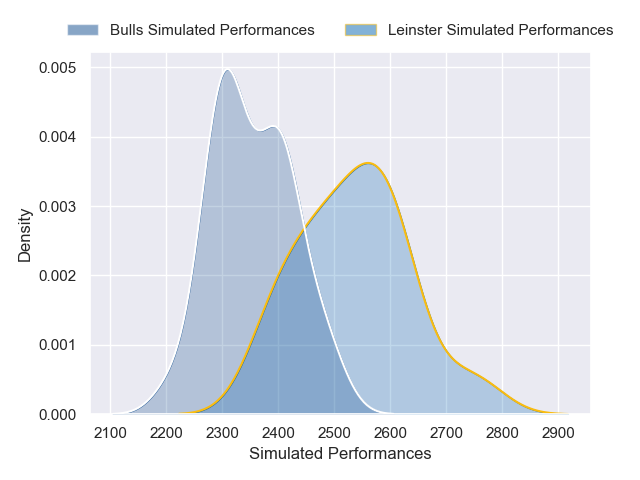 Bulls Simulated Performances Leinster Simulated Performances
0.005
0.004
0.003
0.002
0.001
0.000
Density
2100 2200 2300 2400 2500 2600 2700 2800 2900
Simulated Performances